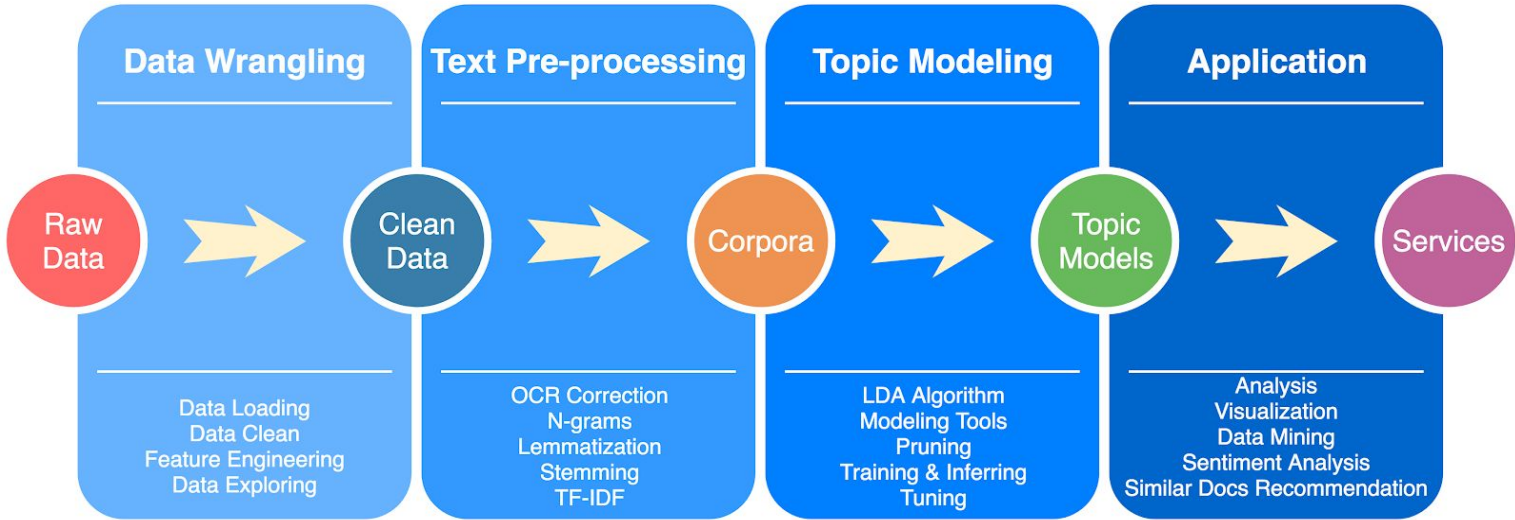 Data Wrangling
Text Pre-processing
Topic Modeling
Application
Raw
Data
Clean
Data
Corpora
Topic
Models
Services
Data Loading
Data Clean
Feature Engineering
Data Exploring
OCR Correction
N-grams
Lemmatization
Stemming
TF-IDF
LDA Algorithm
Modeling Tools
Pruning
Training & Inferring
Tuning
Analysis
Visualization
Data Mining
Sentiment Analysis
Similar Docs Recommendation